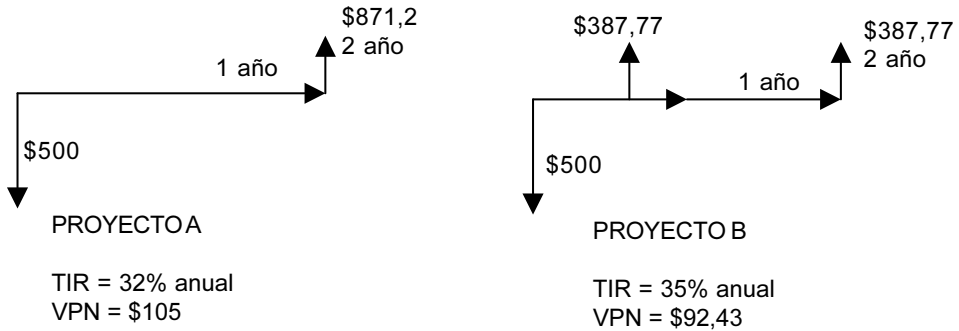 $871,2
2 año
1 año
$500
PROYECTO A
TIR = 32% anual
VPN = $105
$387,77
$387,77
2 año
1 año
$500
PROYECTO B
TIR = 35% anual
VPN = $92,43